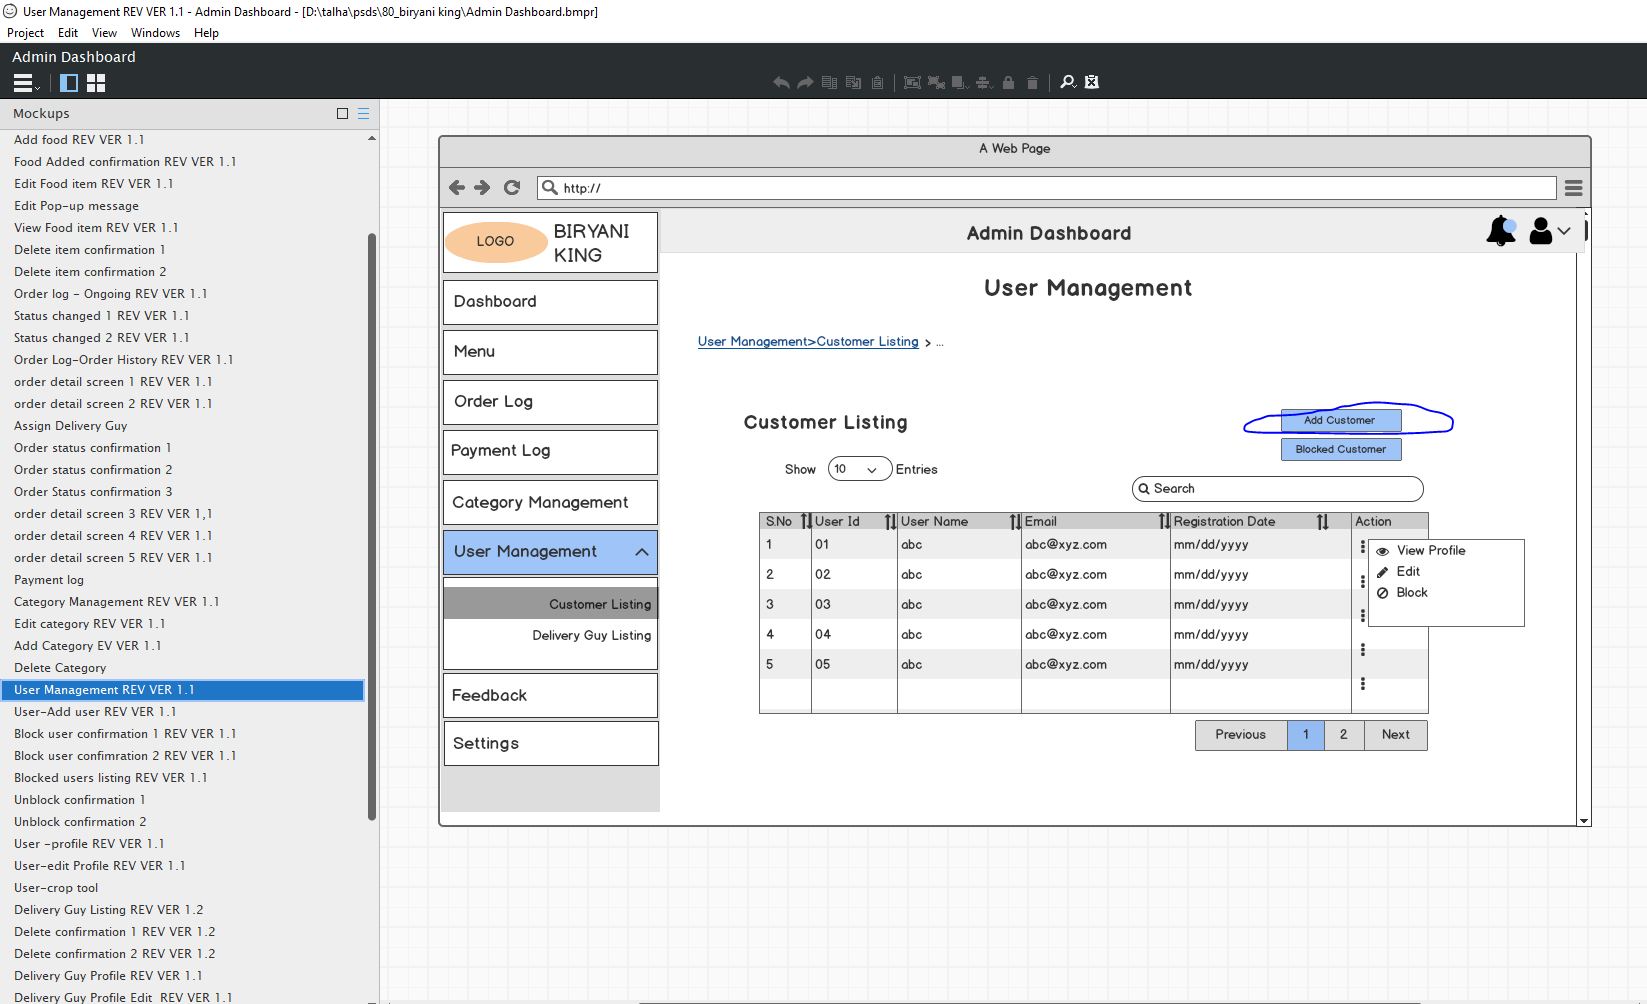 User Management REV VER 1.1 - Admin Dashboard - [D:\talha\psds\80_biryani king\Admin Dashboard.bmpr]
Project Edit View Windows Help
Admin Dashboard
Mockups
Add food REV VER 1.1
Food Added confirmation REV VER 1.1
Edit Food item REV VER 1.1
Edit Pop-up message
View Food item REV VER 1.1
Delete item confirmation 1
Delete item confirmation 2
Order log - Ongoing REV VER 1.1
Status changed 1 REV VER 1.1
Status changed 2 REV VER 1.1
Order Log-Order History REV VER 1.1
order detail screen 1 REV VER 1.1
order detail screen 2 REV VER 1.1
Assign Delivery Guy
Order status confirmation 1
Order status confirmation 2
Order Status confirmation 3
order detail screen 3 REV VER 1,1
order detail screen 4 REV VER 1.1
order detail screen 5 REV VER 1.1
Payment log
Category Management REV VER 1.1
Edit category REV VER 1.1
Add Category EV VER 1.1
Delete Category
User Management REV VER 1.1
User-Add user REV VER 1.1
Block user confirmation 1 REV VER 1.1
Block user confimration 2 REV VER 1.1
Blocked users listing REV VER 1.1
Unblock confirmation 1
Unblock confirmation 2
User -profile REV VER 1.1
User-edit Profile REV VER 1.1
User-crop tool
Delivery Guy Listing REV VER 1.2
Delete confirmation 1 REV VER 1.2
Delete confirmation 2 REV VER 1.2
Delivery Guy Profile REV VER 1.1
Delivery Guy Profile Edit REV VER 1.1
A Web Page
http://
LOGO
BIRYANI
KING
Dashboard
Menu
Order Log
Payment Log
Category Management
User Management
Customer Listing
Delivery Guy Listing
Feedback
Settings
Admin Dashboard
User Management
User Management>Customer Listing > ...
Customer Listing
Add Customer
Blocked Customer
Show 10 Entries
Search
S.No User Id User Name Email Registration Date Action
1 01 abc abc@xyz.com mm/dd/yyyy
2 02 abc abc@xyz.com mm/dd/yyyy
3 03 abc abc@xyz.com mm/dd/yyyy
4 04 abc abc@xyz.com mm/dd/yyyy
5 05 abc abc@xyz.com mm/dd/yyyy
View Profile
Edit
Block
Previous 1 2 Next